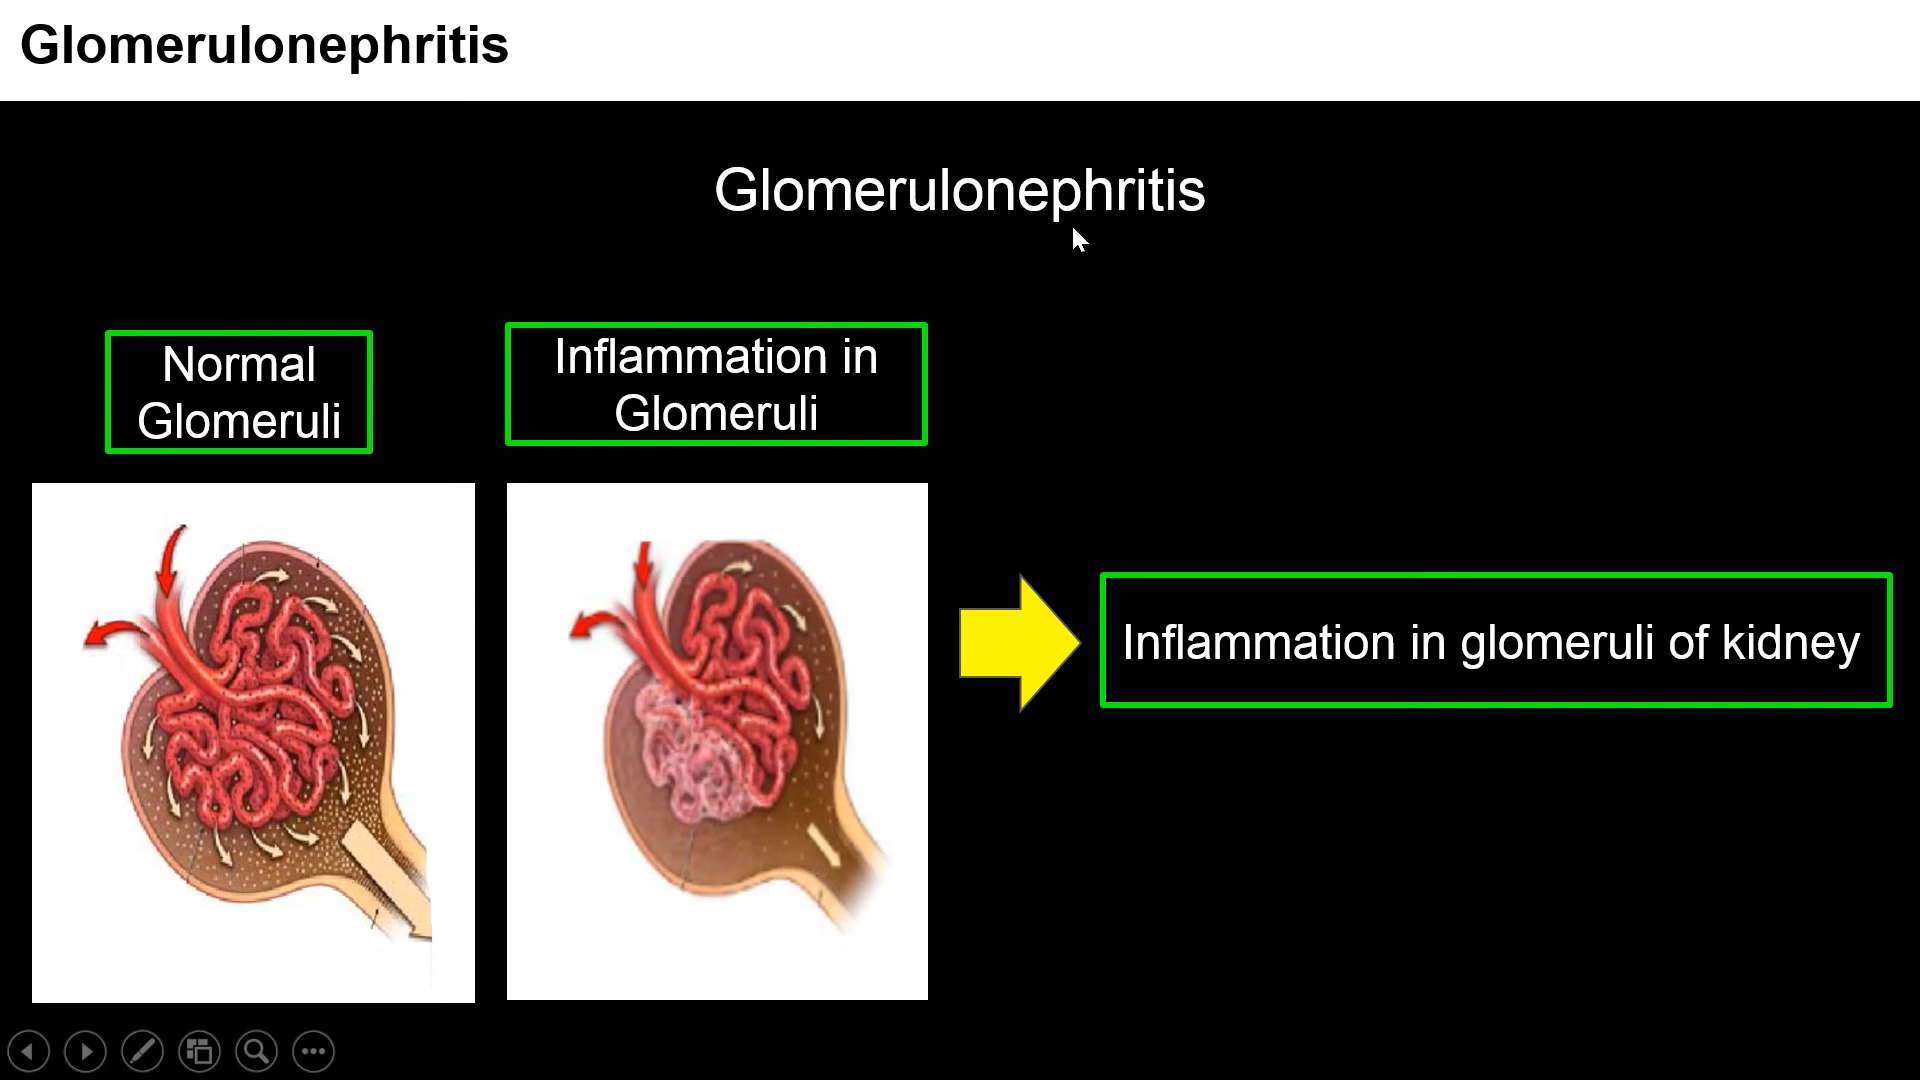 Glomerulonephritis
Glomerulonephritis
Normal
Glomeruli
Inflammation in
Glomeruli
Inflammation in glomeruli of kidney